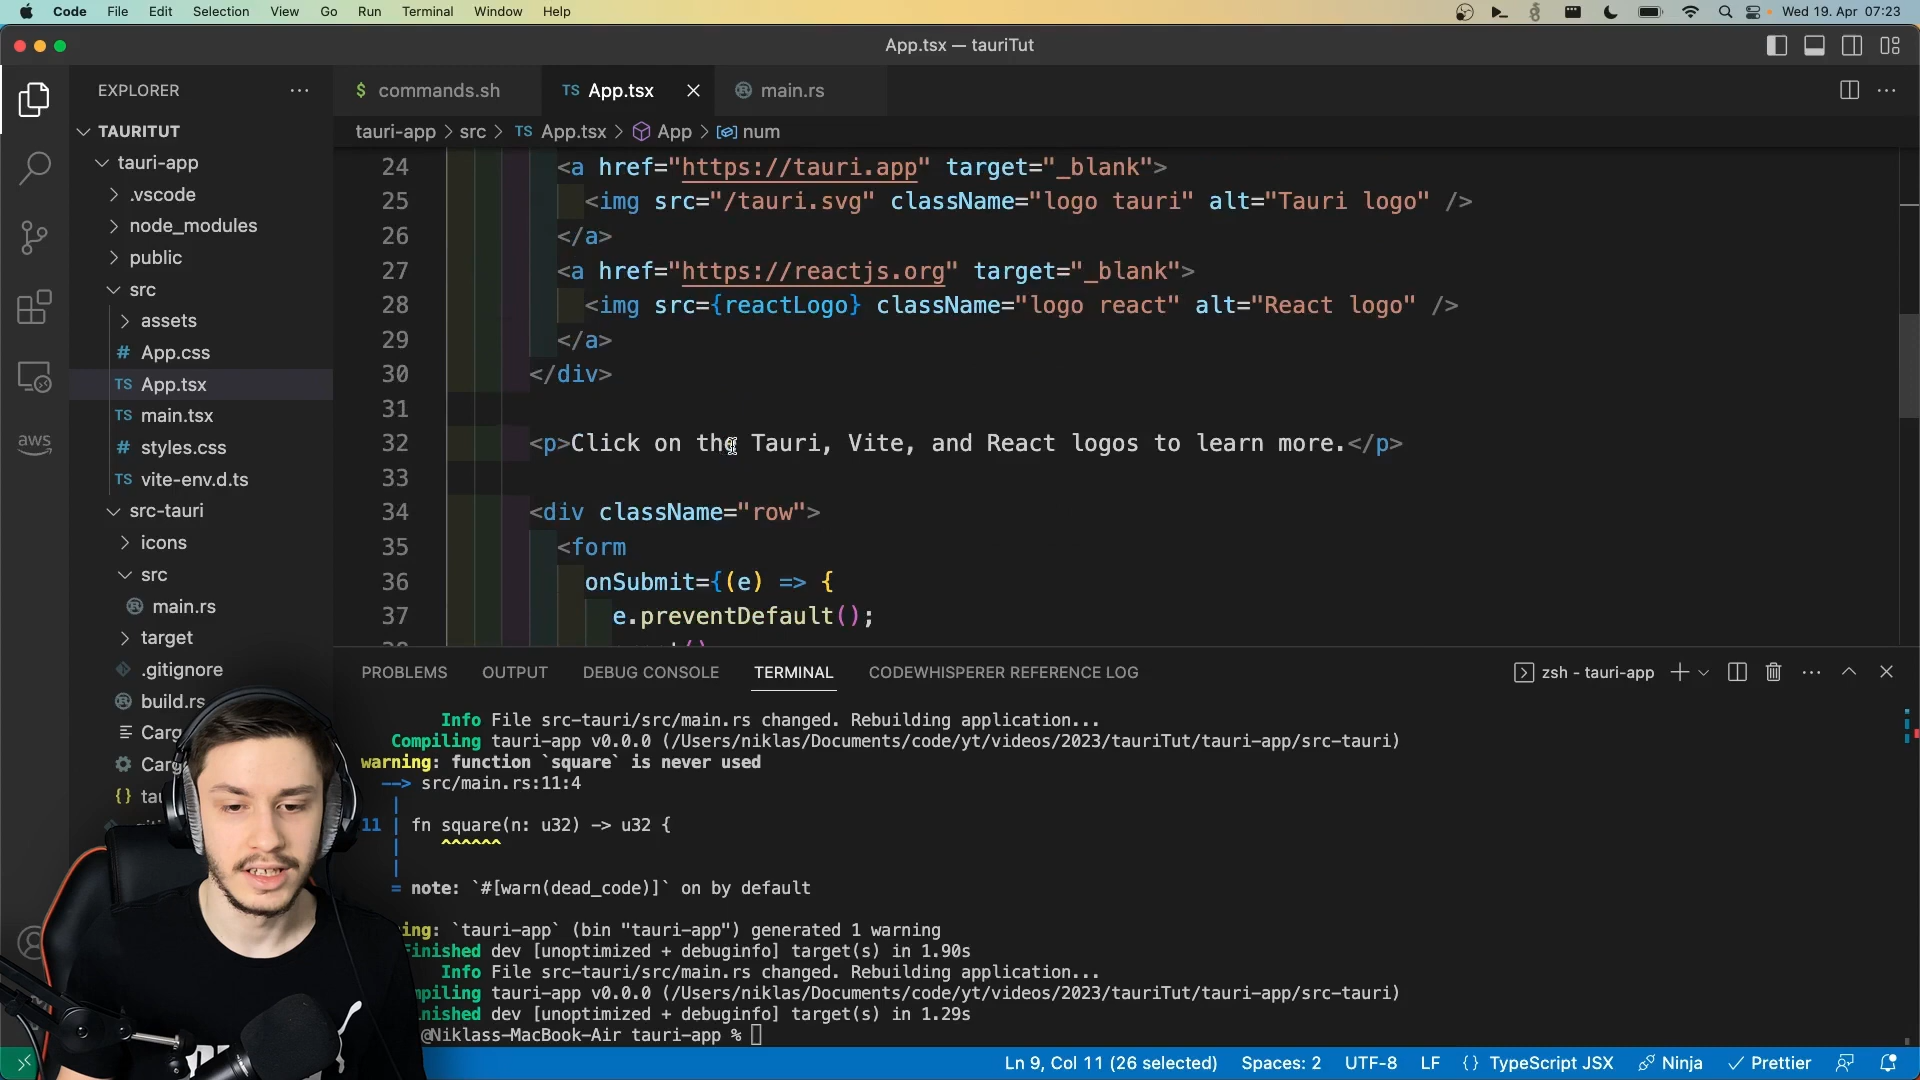 Code File Edit Selection View Go Run Terminal Window Help
Wed 19. Apr 07:23
App.tsx — tauriTut
EXPLORER
commands.sh
TS App.tsx
main.rs
tauri-app > src > TS App.tsx > App > num
TAURITUT
tauri-app
.vscode
node_modules
public
src
assets
# App.css
TS App.tsx
TS main.tsx
# styles.css
TS vite-env.d.ts
src-tauri
icons
src
main.rs
target
.gitignore
build.rs
aws
24 <a href="https://tauri.app" target="_blank">
25 <img src="/tauri.svg" className="logo tauri" alt="Tauri logo" />
26 </a>
27 <a href="https://reactjs.org" target="_blank">
28 <img src={reactLogo} className="logo react" alt="React logo" />
29 </a>
30 </div>
31
32 <p>Click on the Tauri, Vite, and React logos to learn more.</p>
33
34 <div className="row">
35 <form
36 onSubmit={(e) => {
37 e.preventDefault();
PROBLEMS OUTPUT DEBUG CONSOLE TERMINAL CODEWHISPERER REFERENCE LOG
zsh - tauri-app
Info File src-tauri/src/main.rs changed. Rebuilding application...
Compiling tauri-app v0.0.0 (/Users/niklas/Documents/code/yt/videos/2023/tauriTut/tauri-app/src-tauri)
warning: function `square` is never used
--> src/main.rs:11:4
|
11 | fn square(n: u32) -> u32 {
| ^^^^^^
|
= note: `#[warn(dead_code)]` on by default
`tauri-app` (bin "tauri-app") generated 1 warning
Finished dev [unoptimized + debuginfo] target(s) in 1.90s
Info File src-tauri/src/main.rs changed. Rebuilding application...
tauri-app v0.0.0 (/Users/niklas/Documents/code/yt/videos/2023/tauriTut/tauri-app/src-tauri)
dev [unoptimized + debuginfo] target(s) in 1.29s
@Niklass-MacBook-Air tauri-app %
Ln 9, Col 11 (26 selected) Spaces: 2 UTF-8 LF {} TypeScript JSX Ninja Prettier